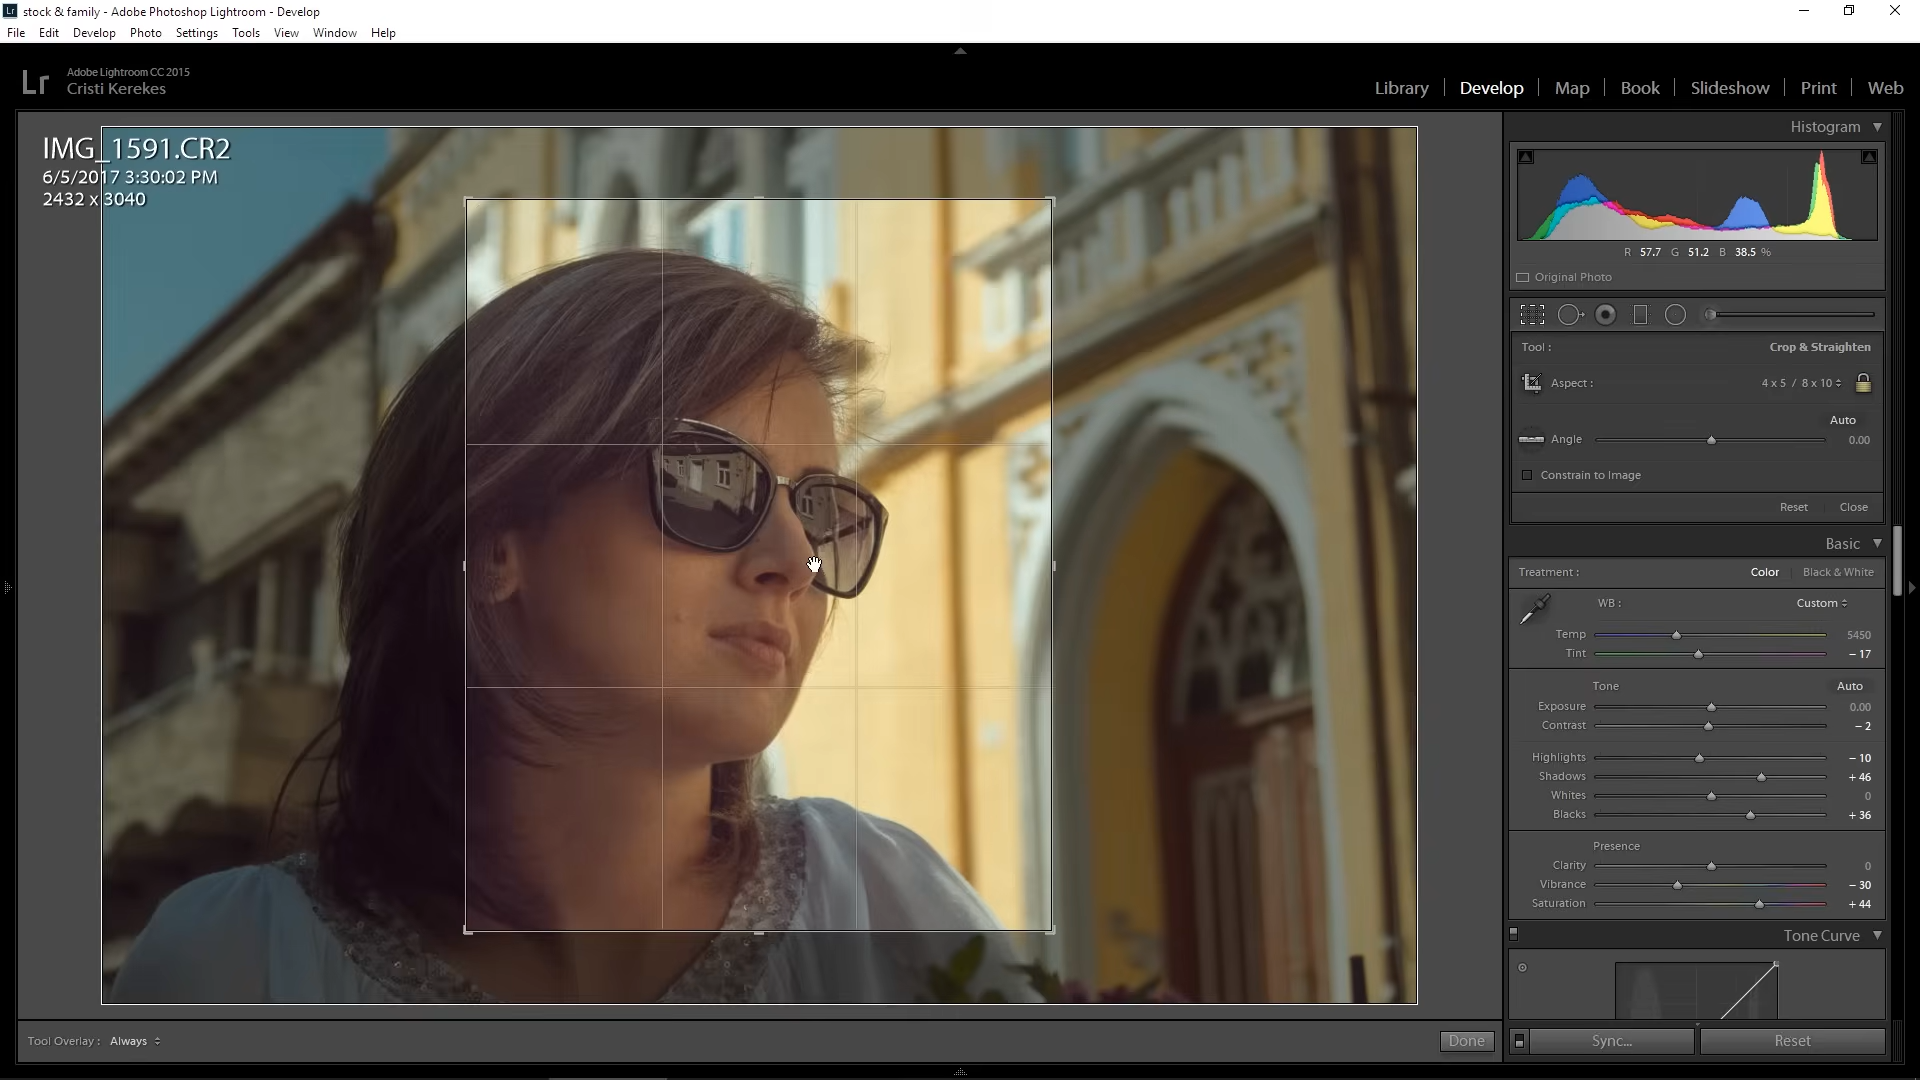 Lr stock & family - Adobe Photoshop Lightroom - Develop
File Edit Develop Photo Settings Tools View Window Help
Lr
Adobe Lightroom CC 2015
Cristi Kerekes
Library Develop Map Book Slideshow Print Web
IMG_1591.CR2
6/5/2017 3:30:02 PM
2432 x 3040
Histogram
R 57.7 G 51.2 B 38.5 %
Original Photo
Tool : Crop & Straighten
Aspect : 4 x 5 / 8 x 10
Auto
Angle 0.00
Constrain to Image
Reset Close
Basic
Treatment : Color Black & White
WB : Custom
Temp 5450
Tint – 17
Tone Auto
Exposure 0.00
Contrast – 2
Highlights – 10
Shadows + 46
Whites 0
Blacks + 36
Presence
Clarity 0
Vibrance – 30
Saturation + 44
Tone Curve
Tool Overlay : Always
Done
Sync...
Reset